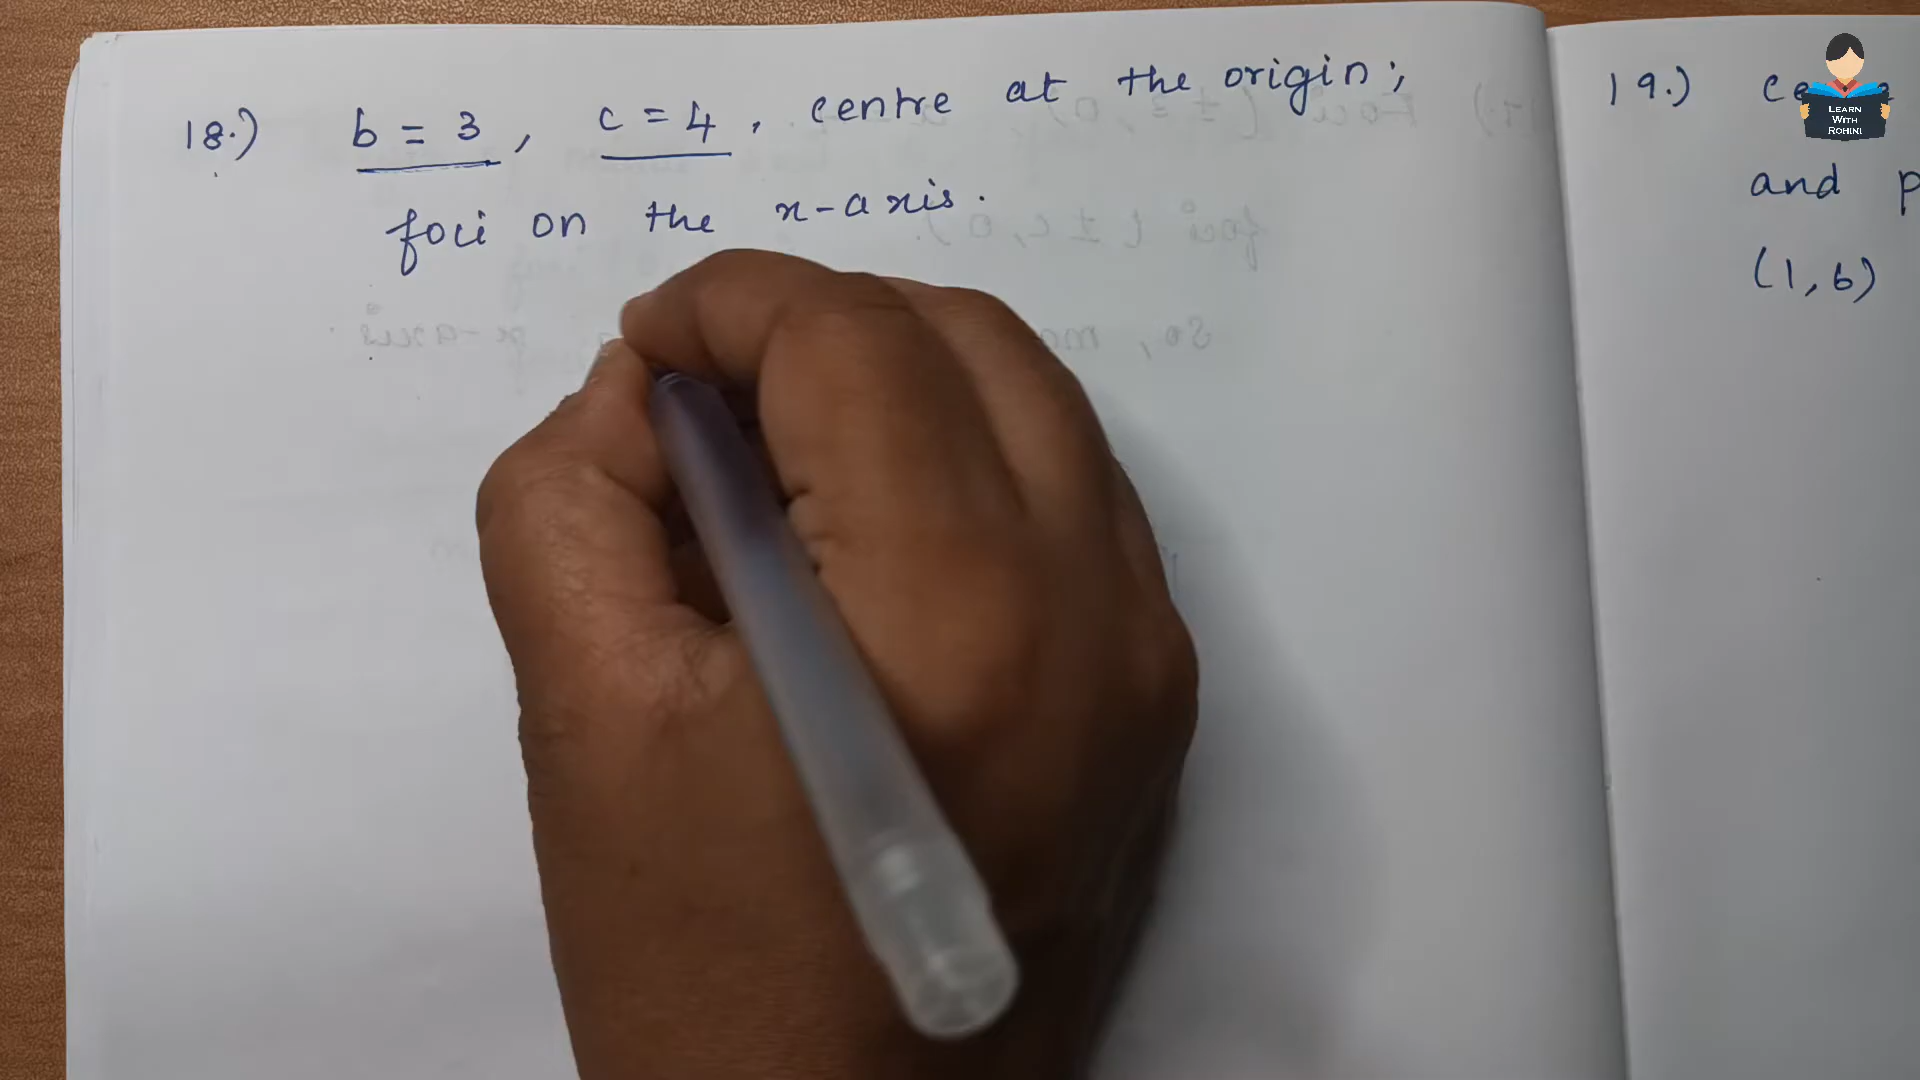 18.) b = 3, c = 4, centre at the origin;
foci on the x-axis.
19.)
and
(1,6)
LEARN
WITH
ROHINI